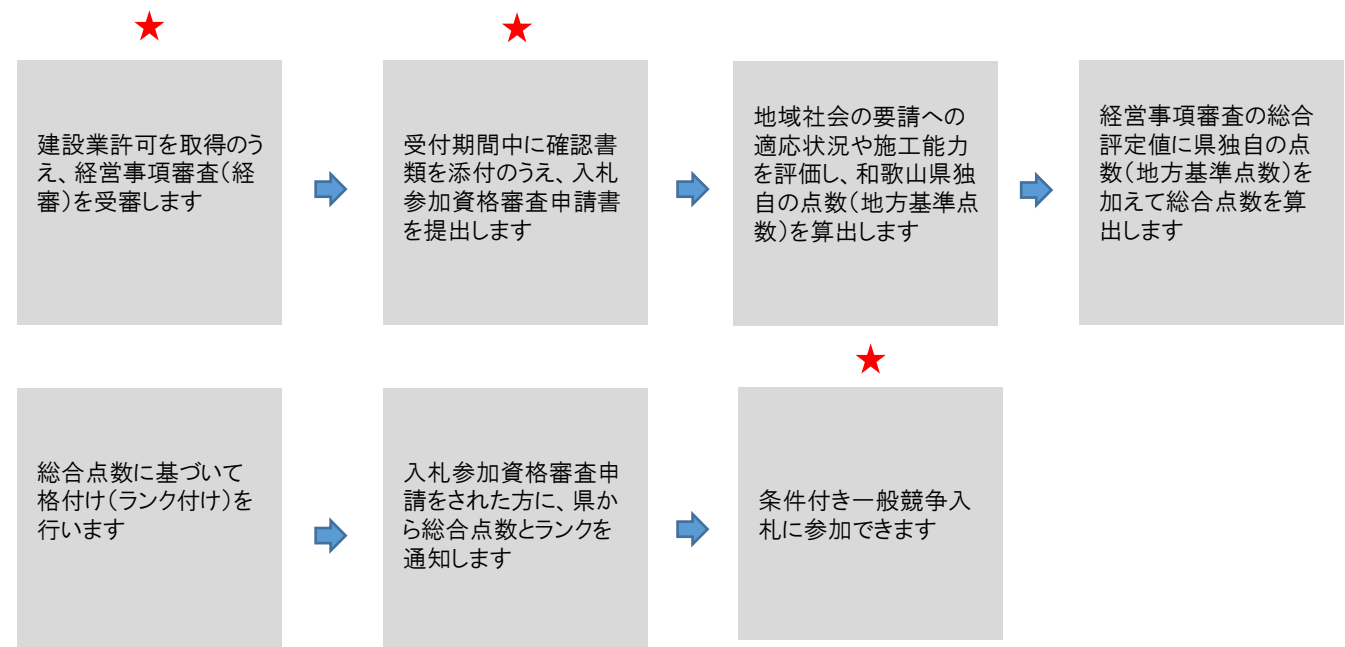 建設業許可を取得のう
え、経営事項審査(経
審)を受審します
受付期間中に確認書
類を添付のうえ、入札
参加資格審査申請書
を提出します
地域社会の要請への
適応状況や施工能力
を評価し、和歌山県独
自の点数(地方基準点
数)を算出します
経営事項審査の総合
評定値に県独自の点
数(地方基準点数)を
加えて総合点数を算
出します
総合点数に基づいて
格付け(ランク付け)を
行います
入札参加資格審査申
請をされた方に、県か
ら総合点数とランクを
通知します
条件付き一般競争入
札に参加できます